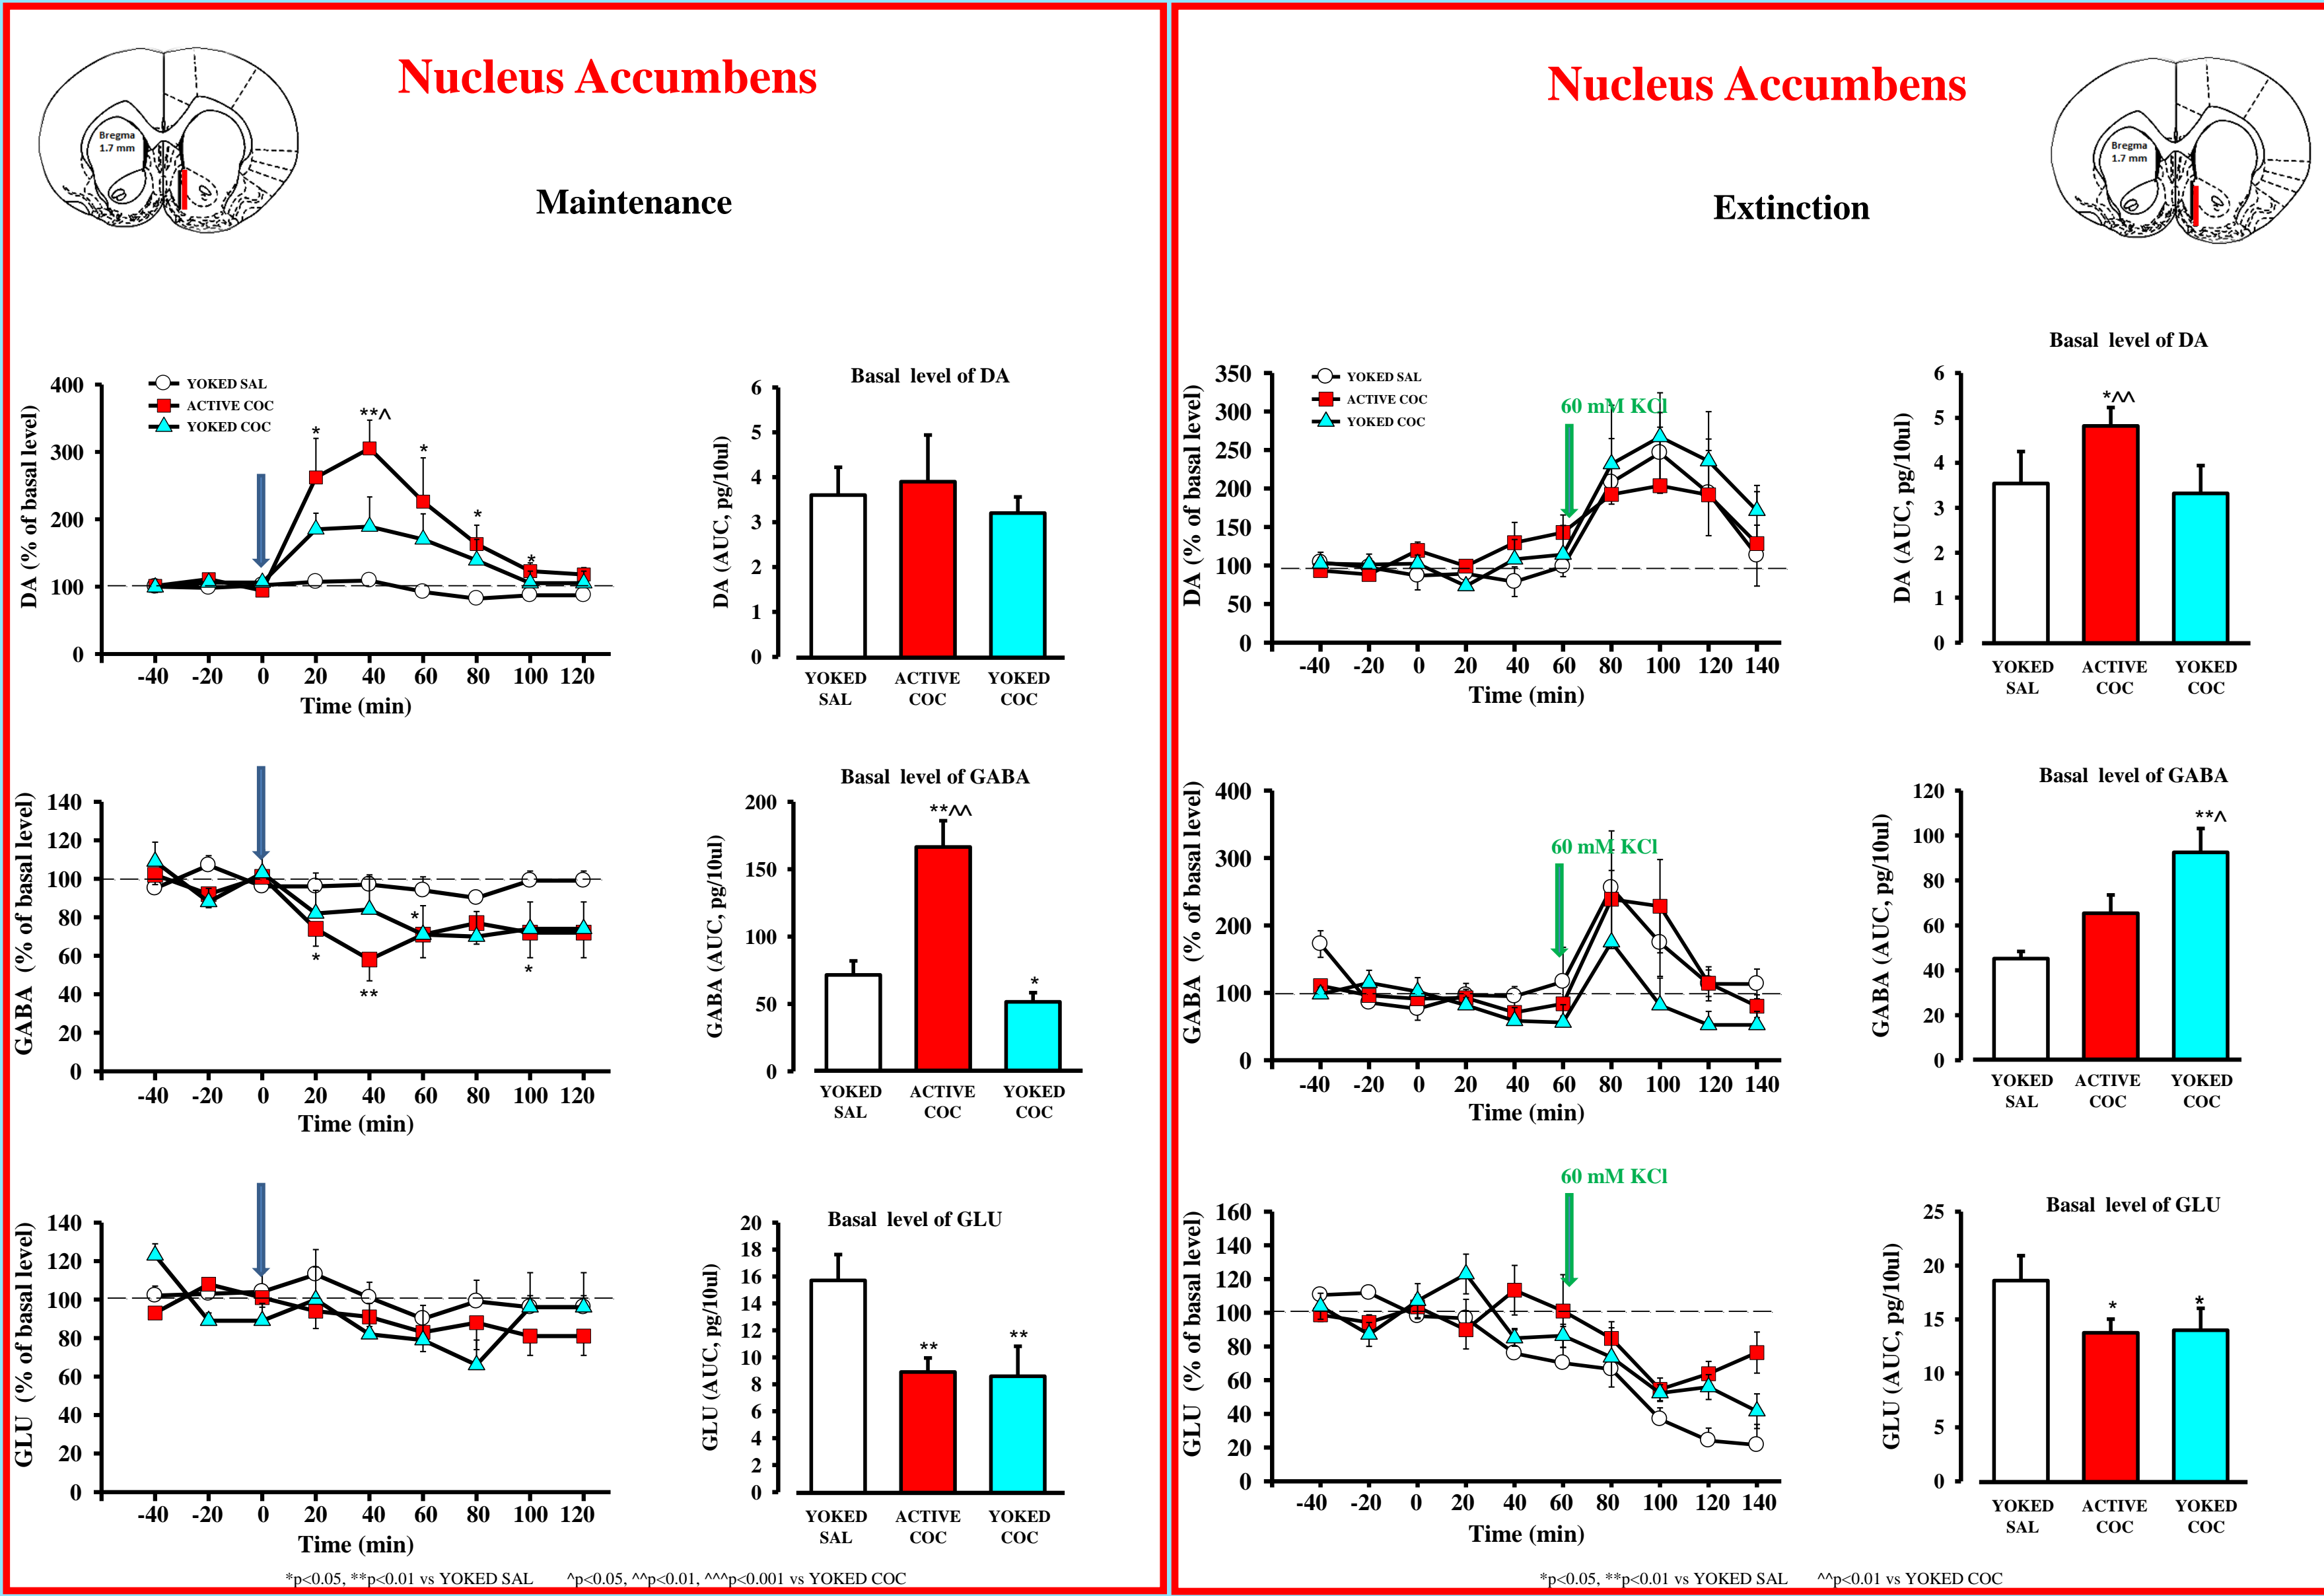 Nucleus Accumbens
Bregma
1.7 mm
Maintenance
YOKED SAL
ACTIVE COC
YOKED COC
DA (% of basal level)
400
300
200
100
0
* **^ * * *
-40 -20 0 20 40 60 80 100 120
Time (min)
Basal level of DA
DA (AUC, pg/10ul)
6
5
4
3
2
1
0
YOKED ACTIVE YOKED
SAL COC COC
GABA (% of basal level)
140
120
100
80
60
40
20
0
* ** * *
-40 -20 0 20 40 60 80 100 120
Time (min)
Basal level of GABA
GABA (AUC, pg/10ul)
200
150
100
50
0
**^^ *
YOKED ACTIVE YOKED
SAL COC COC
GLU (% of basal level)
140
120
100
80
60
40
20
0
-40 -20 0 20 40 60 80 100 120
Time (min)
Basal level of GLU
GLU (AUC, pg/10ul)
20
18
16
14
12
10
8
6
4
2
0
** **
YOKED ACTIVE YOKED
SAL COC COC
*p<0.05, **p<0.01 vs YOKED SAL ^p<0.05, ^^p<0.01, ^^^p<0.001 vs YOKED COC
Nucleus Accumbens
Bregma
1.7 mm
Extinction
YOKED SAL
ACTIVE COC
YOKED COC
60 mM KCl
DA (% of basal level)
350
300
250
200
150
100
50
0
-40 -20 0 20 40 60 80 100 120 140
Time (min)
Basal level of DA
DA (AUC, pg/10ul)
6
5
4
3
2
1
0
*^^
YOKED ACTIVE YOKED
SAL COC COC
60 mM KCl
GABA (% of basal level)
400
300
200
100
0
-40 -20 0 20 40 60 80 100 120 140
Time (min)
Basal level of GABA
GABA (AUC, pg/10ul)
120
100
80
60
40
20
0
**^
YOKED ACTIVE YOKED
SAL COC COC
60 mM KCl
GLU (% of basal level)
160
140
120
100
80
60
40
20
0
-40 -20 0 20 40 60 80 100 120 140
Time (min)
Basal level of GLU
GLU (AUC, pg/10ul)
25
20
15
10
5
0
* *
YOKED ACTIVE YOKED
SAL COC COC
*p<0.05, **p<0.01 vs YOKED SAL ^^p<0.01 vs YOKED COC